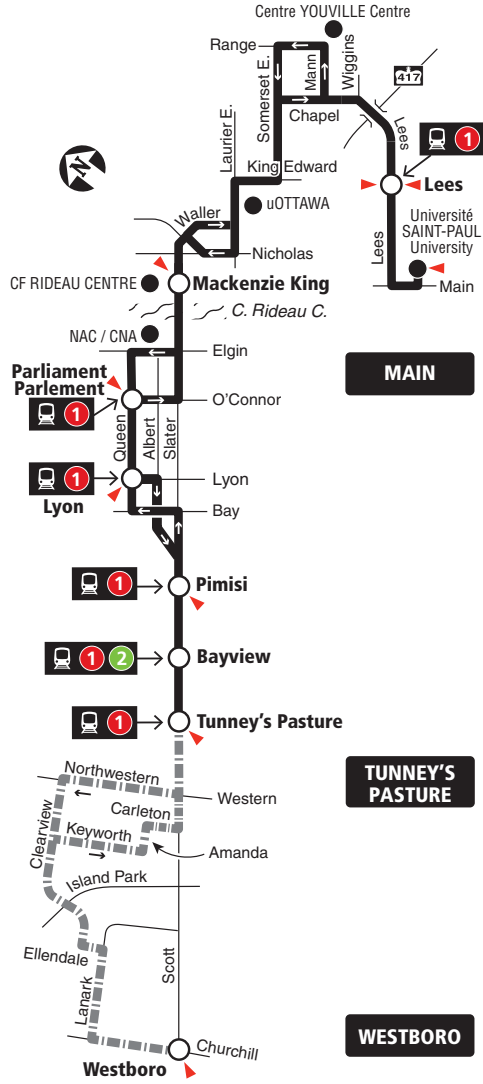 Centre YOUVILLE Centre
Range
Somerset E.
Mann
Wiggins
417
Chapel
Lees
Laurier E.
King Edward
1
Lees
Waller
uOTTAWA
Université
SAINT-PAUL
University
Lees
Nicholas
Main
N
CF RIDEAU CENTRE
Mackenzie King
C. Rideau C.
NAC / CNA
Elgin
MAIN
Parliament
Parlement
1
O'Connor
Queen
Albert
Slater
1
Lyon
Lyon
Bay
1
Pimisi
1 2
Bayview
1
Tunney's Pasture
TUNNEY'S
PASTURE
Northwestern
Western
Carleton
Clearview
Keyworth
Amanda
Island Park
Ellendale
Scott
Lanark
WESTBORO
Churchill
Westboro